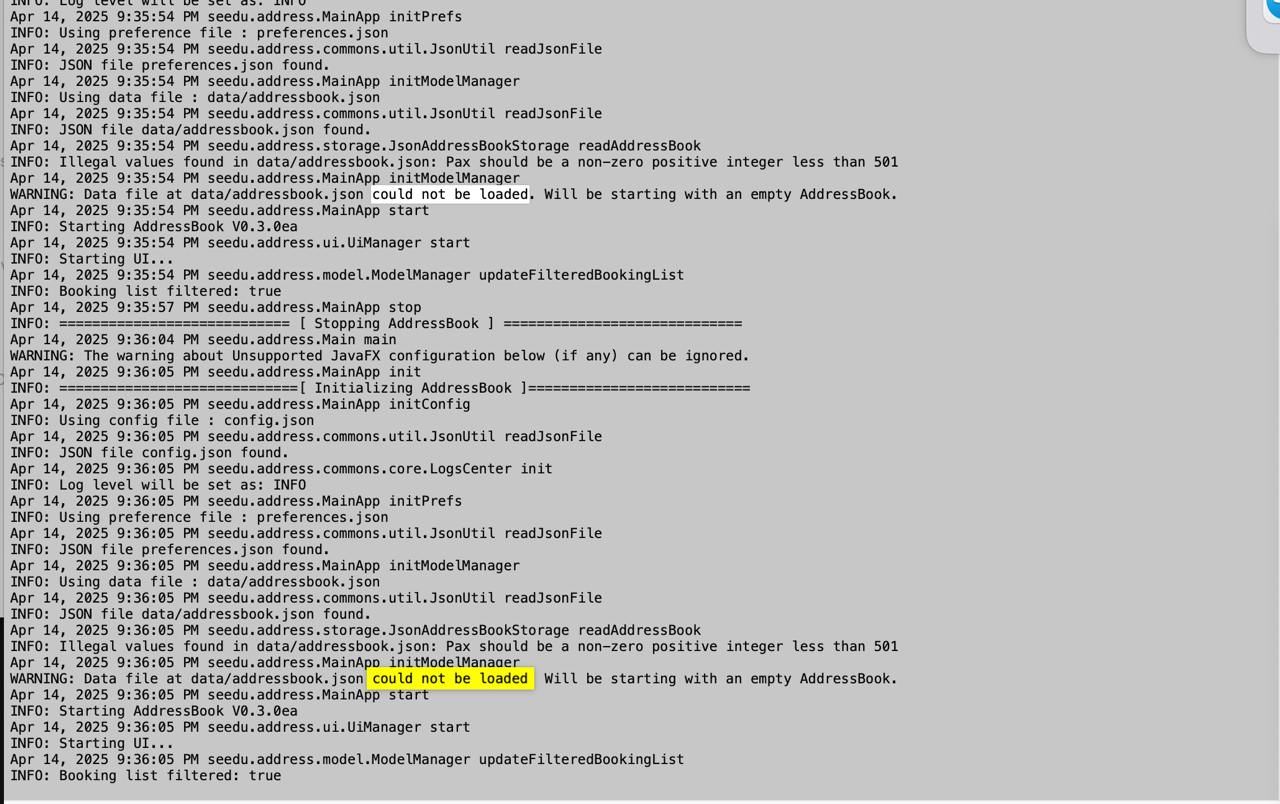 INFO: Log level will be set as: INFO
Apr 14, 2025 9:35:54 PM seedu.address.MainApp initPrefs
INFO: Using preference file : preferences.json
Apr 14, 2025 9:35:54 PM seedu.address.commons.util.JsonUtil readJsonFile
INFO: JSON file preferences.json found.
Apr 14, 2025 9:35:54 PM seedu.address.MainApp initModelManager
INFO: Using data file : data/addressbook.json
Apr 14, 2025 9:35:54 PM seedu.address.commons.util.JsonUtil readJsonFile
INFO: JSON file data/addressbook.json found.
Apr 14, 2025 9:35:54 PM seedu.address.storage.JsonAddressBookStorage readAddressBook
INFO: Illegal values found in data/addressbook.json: Pax should be a non-zero positive integer less than 501
Apr 14, 2025 9:35:54 PM seedu.address.MainApp initModelManager
WARNING: Data file at data/addressbook.json could not be loaded. Will be starting with an empty AddressBook.
Apr 14, 2025 9:35:54 PM seedu.address.MainApp start
INFO: Starting AddressBook V0.3.0ea
Apr 14, 2025 9:35:54 PM seedu.address.ui.UiManager start
INFO: Starting UI...
Apr 14, 2025 9:35:54 PM seedu.address.model.ModelManager updateFilteredBookingList
INFO: Booking list filtered: true
Apr 14, 2025 9:35:57 PM seedu.address.MainApp stop
INFO: ============================ [ Stopping AddressBook ] =============================
Apr 14, 2025 9:36:04 PM seedu.address.Main main
WARNING: The warning about Unsupported JavaFX configuration below (if any) can be ignored.
Apr 14, 2025 9:36:05 PM seedu.address.MainApp init
INFO: =============================[ Initializing AddressBook ]===========================
Apr 14, 2025 9:36:05 PM seedu.address.MainApp initConfig
INFO: Using config file : config.json
Apr 14, 2025 9:36:05 PM seedu.address.commons.util.JsonUtil readJsonFile
INFO: JSON file config.json found.
Apr 14, 2025 9:36:05 PM seedu.address.commons.core.LogsCenter init
INFO: Log level will be set as: INFO
Apr 14, 2025 9:36:05 PM seedu.address.MainApp initPrefs
INFO: Using preference file : preferences.json
Apr 14, 2025 9:36:05 PM seedu.address.commons.util.JsonUtil readJsonFile
INFO: JSON file preferences.json found.
Apr 14, 2025 9:36:05 PM seedu.address.MainApp initModelManager
INFO: Using data file : data/addressbook.json
Apr 14, 2025 9:36:05 PM seedu.address.commons.util.JsonUtil readJsonFile
INFO: JSON file data/addressbook.json found.
Apr 14, 2025 9:36:05 PM seedu.address.storage.JsonAddressBookStorage readAddressBook
INFO: Illegal values found in data/addressbook.json: Pax should be a non-zero positive integer less than 501
Apr 14, 2025 9:36:05 PM seedu.address.MainApp initModelManager
WARNING: Data file at data/addressbook.json could not be loaded Will be starting with an empty AddressBook.
Apr 14, 2025 9:36:05 PM seedu.address.MainApp start
INFO: Starting AddressBook V0.3.0ea
Apr 14, 2025 9:36:05 PM seedu.address.ui.UiManager start
INFO: Starting UI...
Apr 14, 2025 9:36:05 PM seedu.address.model.ModelManager updateFilteredBookingList
INFO: Booking list filtered: true